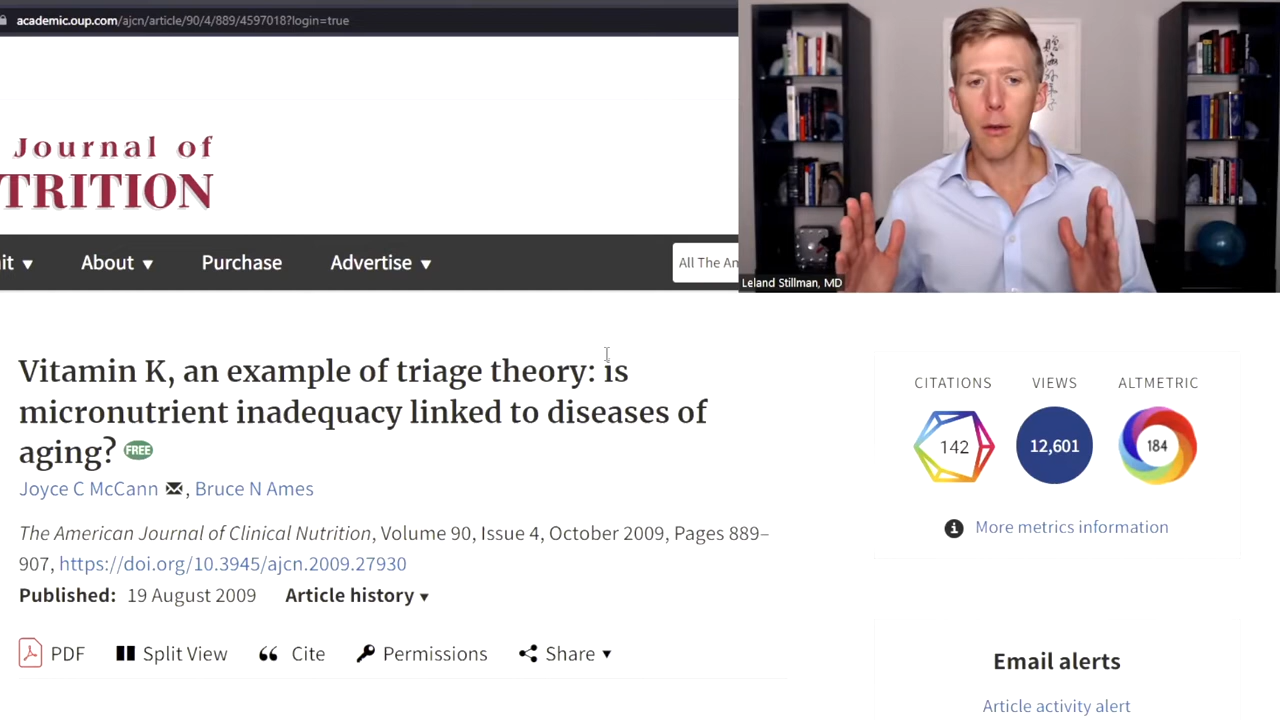 academic.oup.com/ajcn/article/90/4/889/4597018?login=true
Journal of
TRITION
it ▼ About ▼ Purchase Advertise ▼ All The Am
Leland Stillman, MD
Vitamin K, an example of triage theory: is
micronutrient inadequacy linked to diseases of
aging? FREE
Joyce C McCann , Bruce N Ames
The American Journal of Clinical Nutrition, Volume 90, Issue 4, October 2009, Pages 889–
907, https://doi.org/10.3945/ajcn.2009.27930
Published: 19 August 2009 Article history ▼
PDF Split View Cite Permissions Share ▼
CITATIONS VIEWS ALTMETRIC
142 12,601 184
More metrics information
Email alerts
Article activity alert